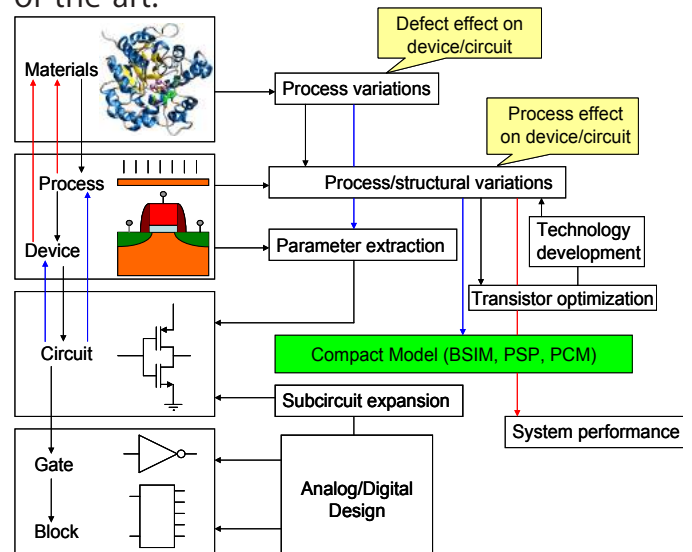 of the art.
Defect effect on
device/circuit
Materials
Process variations
Process effect
on device/circuit
Process
Process/structural variations
Technology
development
Device
Parameter extraction
Transistor optimization
Circuit
Compact Model (BSIM, PSP, PCM)
Subcircuit expansion
System performance
Gate
Analog/Digital
Design
Block